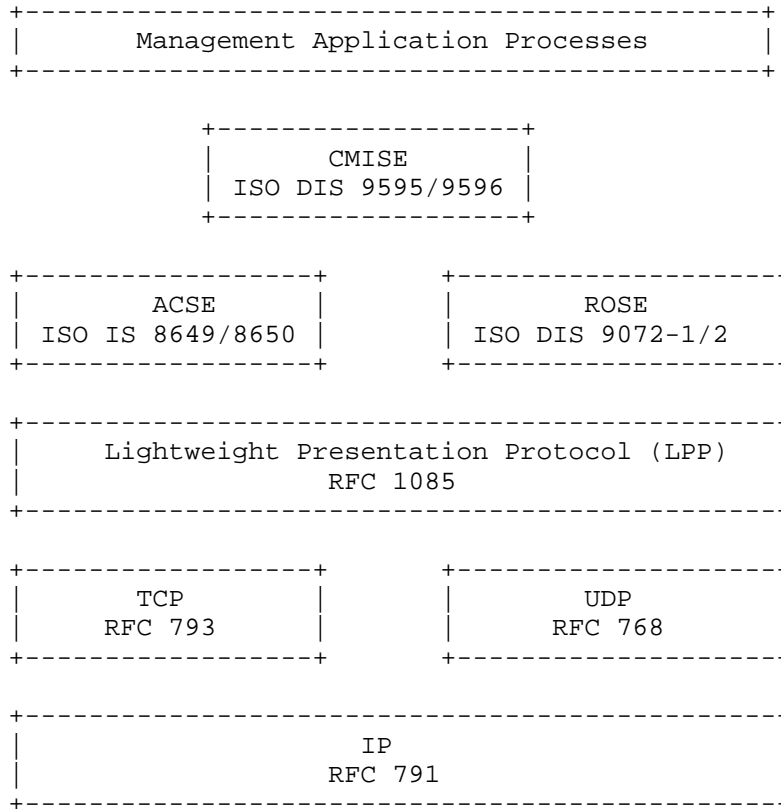 Management Application Processes
CMISE
ISO DIS 9595/9596
ACSE ROSE
ISO IS 8649/8650 ISO DIS 9072-1/2
Lightweight Presentation Protocol (LPP)
RFC 1085
TCP UDP
RFC 793 RFC 768
IP
RFC 791